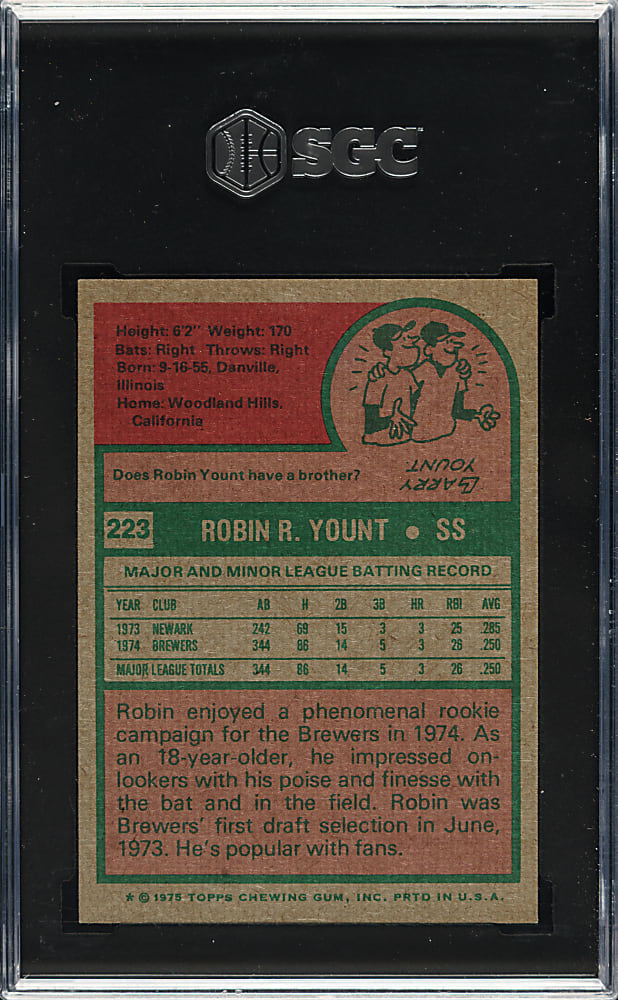 SGC
Height: 6'2" Weight: 170
Bats: Right Throws: Right
Born: 9-16-55, Danville,
Illinois
Home: Woodland Hills,
California
Does Robin Yount have a brother?
LARRY
YOUNT
223 ROBIN R. YOUNT • SS
MAJOR AND MINOR LEAGUE BATTING RECORD
YEAR CLUB AB H 2B 3B HR RBI AVG
1973 NEWARK 242 69 15 3 3 25 .285
1974 BREWERS 344 86 14 5 3 26 .250
MAJOR LEAGUE TOTALS 344 86 14 5 3 26 .250
Robin enjoyed a phenomenal rookie
campaign for the Brewers in 1974. As
an 18-year-older, he impressed on-
lookers with his poise and finesse with
the bat and in the field. Robin was
Brewers' first draft selection in June,
1973. He's popular with fans.
* © 1975 TOPPS CHEWING GUM, INC. PRTD IN U.S.A.